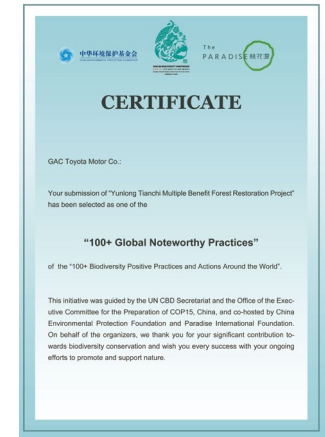 中华环境保护基金会
The
PARADISE 桃花源
CERTIFICATE
GAC Toyota Motor Co.:
Your submission of “Yunlong Tianchi Multiple Benefit Forest Restoration Project”
has been selected as one of the
“100+ Global Noteworthy Practices”
of the “100+ Biodiversity Positive Practices and Actions Around the World”.
This initiative was guided by the UN CBD Secretariat and the Office of the Exec-
utive Committee for the Preparation of COP15, China, and co-hosted by China
Environmental Protection Foundation and Paradise International Foundation.
On behalf of the organizers, we thank you for your significant contribution to-
wards biodiversity conservation and wish you every success with your ongoing
efforts to promote and support nature.